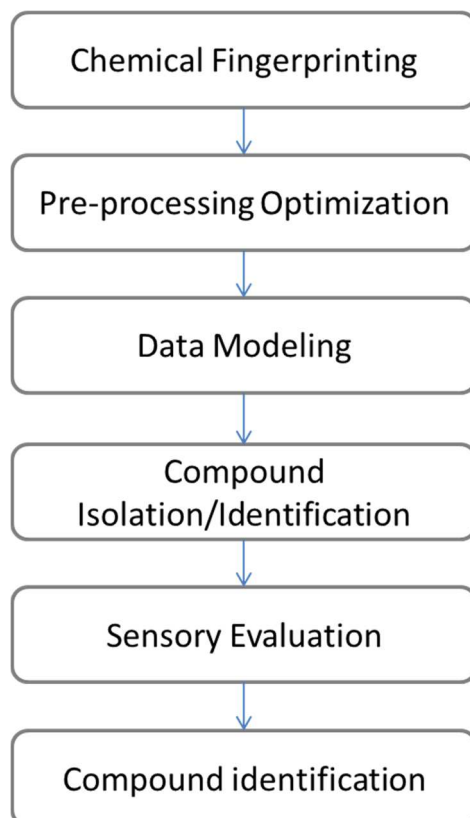 Chemical Fingerprinting
Pre-processing Optimization
Data Modeling
Compound
Isolation/Identification
Sensory Evaluation
Compound identification